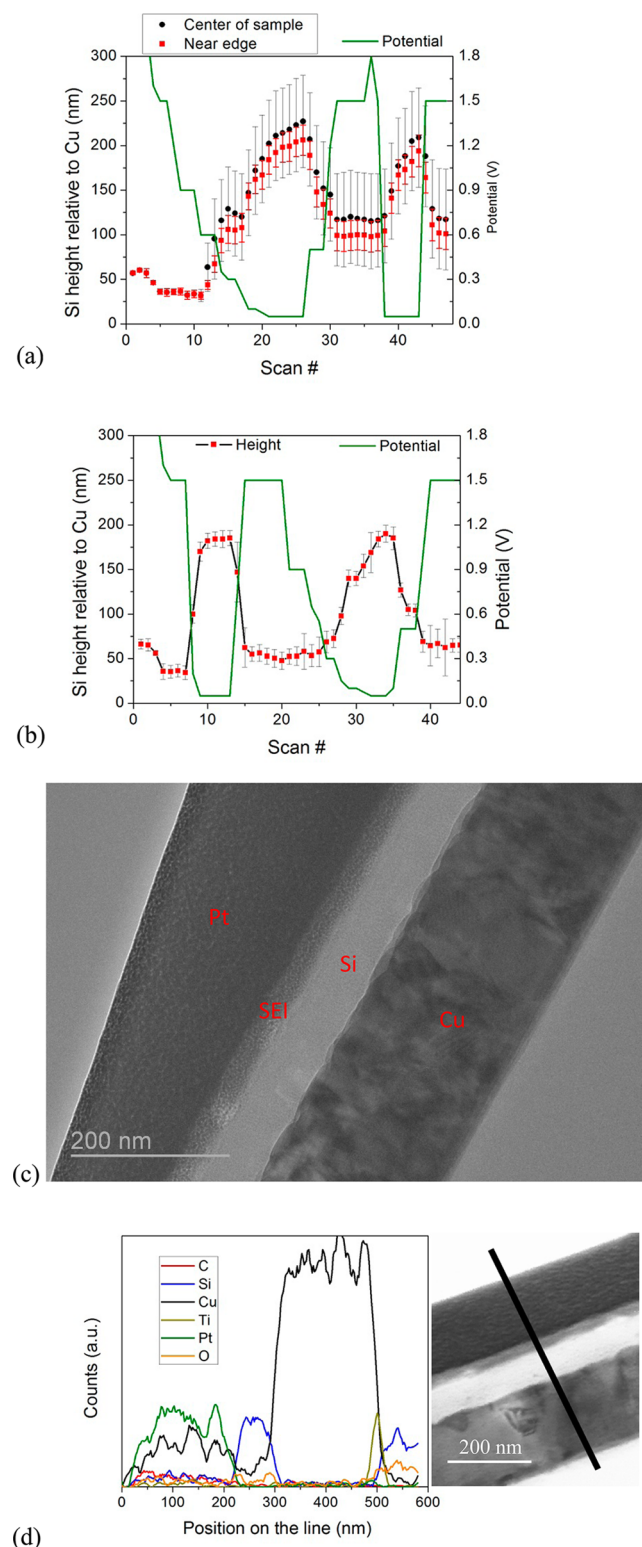 Center of sample
Near edge
Potential
300
250
200
150
100
50
0
1.8
1.5
1.2
0.9
0.6
0.3
0.0
Si height relative to Cu (nm)
Potential (V)
0 10 20 30 40
Scan #
(a)
Height
Potential
300
250
200
150
100
50
0
1.8
1.5
1.2
0.9
0.6
0.3
0.0
Si height relative to Cu (nm)
Potential (V)
0 10 20 30 40
Scan #
(b)
Pt
Si
SEI
Cu
200 nm
(c)
C
Si
Cu
Ti
Pt
O
Counts (a.u.)
0 100 200 300 400 500 600
Position on the line (nm)
200 nm
(d)